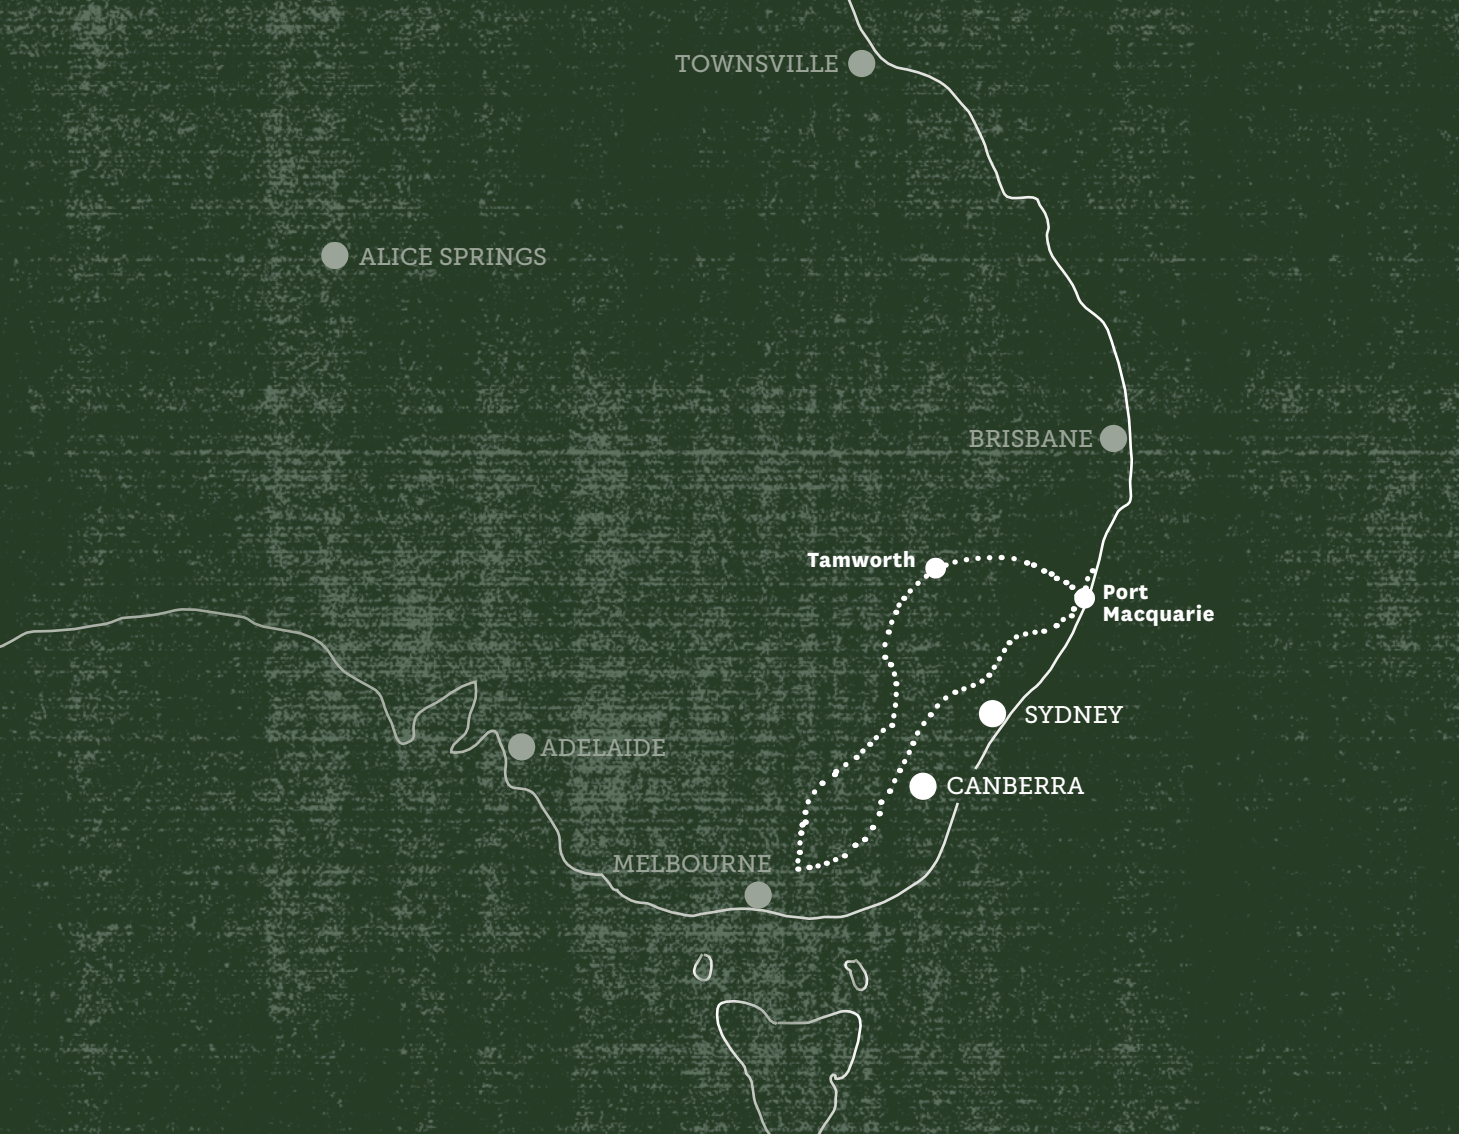 TOWNSVILLE
ALICE SPRINGS
BRISBANE
Tamworth
Port
Macquarie
SYDNEY
ADELAIDE
CANBERRA
MELBOURNE